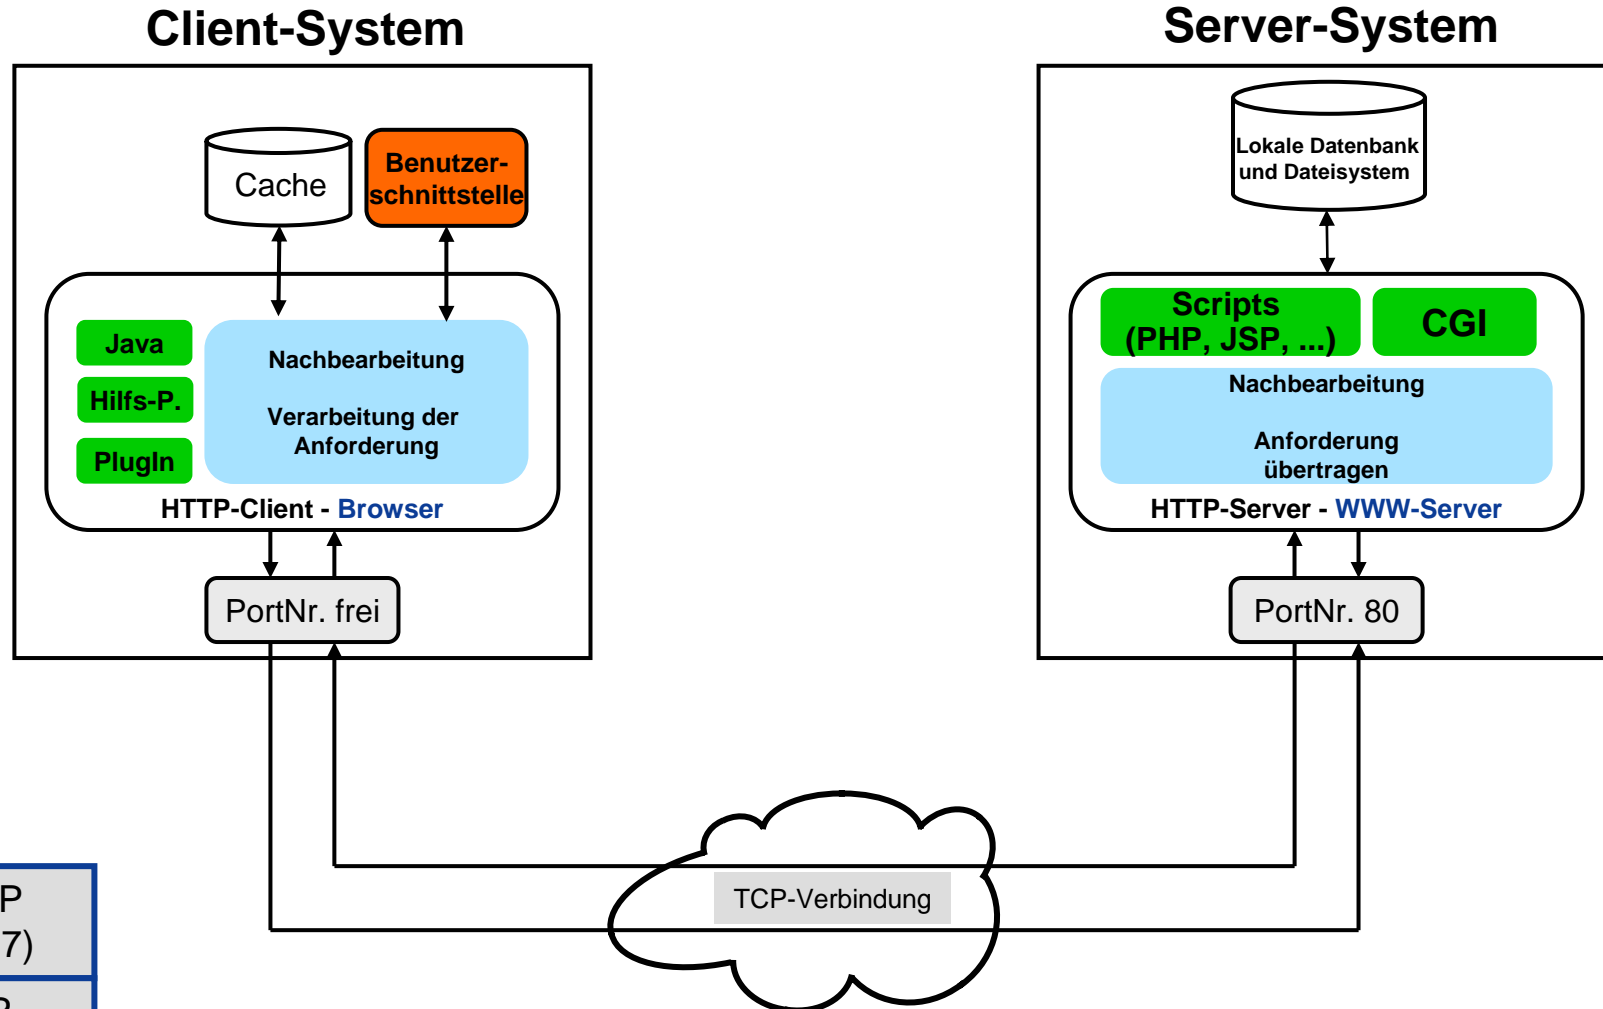 Client-System
Server-System
Cache
Benutzer-
schnittstelle
Java
Hilfs-P.
PlugIn
Nachbearbeitung
Verarbeitung der
Anforderung
HTTP-Client - Browser
PortNr. frei
Lokale Datenbank
und Dateisystem
Scripts
(PHP, JSP, ...)
CGI
Nachbearbeitung
Anforderung
übertragen
HTTP-Server - WWW-Server
PortNr. 80
TCP-Verbindung
P
7)